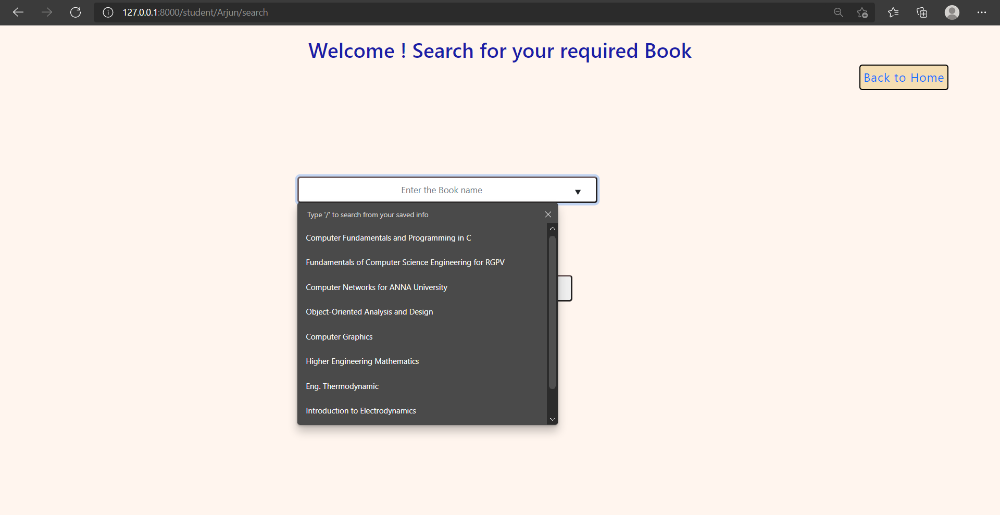 127.0.0.1:8000/student/Arjun/search
Welcome ! Search for your required Book
Back to Home
Enter the Book name
Type '/' to search from your saved info
Computer Fundamentals and Programming in C
Fundamentals of Computer Science Engineering for RGPV
Computer Networks for ANNA University
Object-Oriented Analysis and Design
Computer Graphics
Higher Engineering Mathematics
Eng. Thermodynamic
Introduction to Electrodynamics